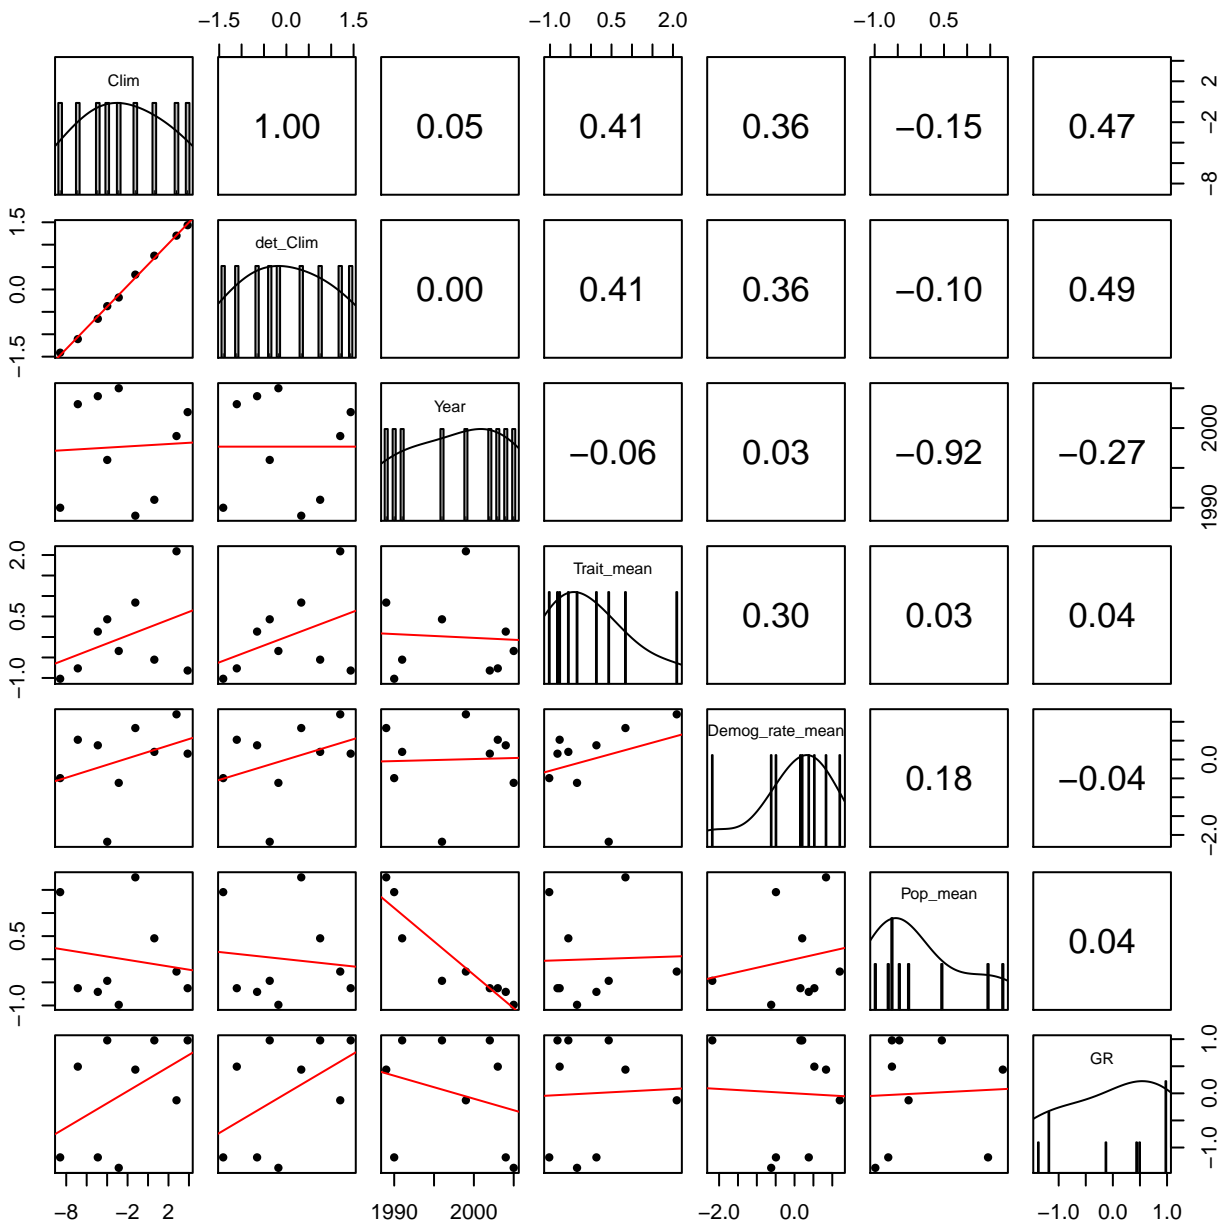 −1.5 0.0 1.5 −1.0 0.5 2.0 −1.0 0.5
Clim 1.00 0.05 0.41 0.36 −0.15 0.47 −8 −2 2
−1.5 0.0 1.5 det_Clim 0.00 0.41 0.36 −0.10 0.49
Year −0.06 0.03 −0.92 −0.27 1990 2000
−1.0 0.5 2.0 Trait_mean 0.30 0.03 0.04
Demog_rate_mean 0.18 −0.04 −2.0 0.0
−1.0 0.5 Pop_mean 0.04
GR −1.0 0.0 1.0
−8 −2 2 1990 2000 −2.0 0.0 −1.0 0.0 1.0